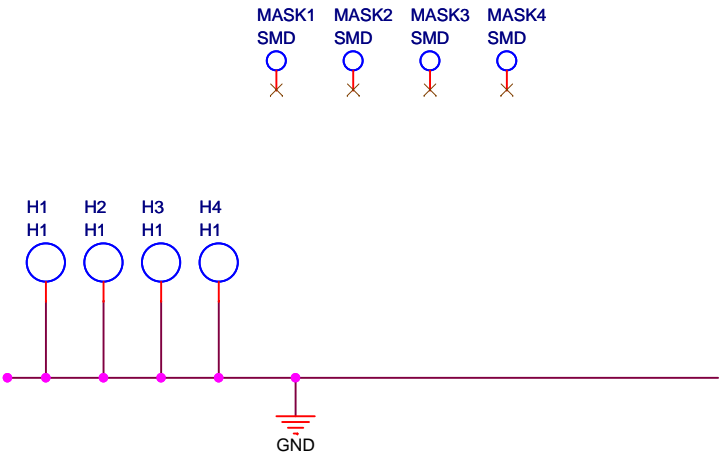 MASK1 MASK2 MASK3 MASK4
SMD SMD SMD SMD
H1 H2 H3 H4
H1 H1 H1 H1
GND